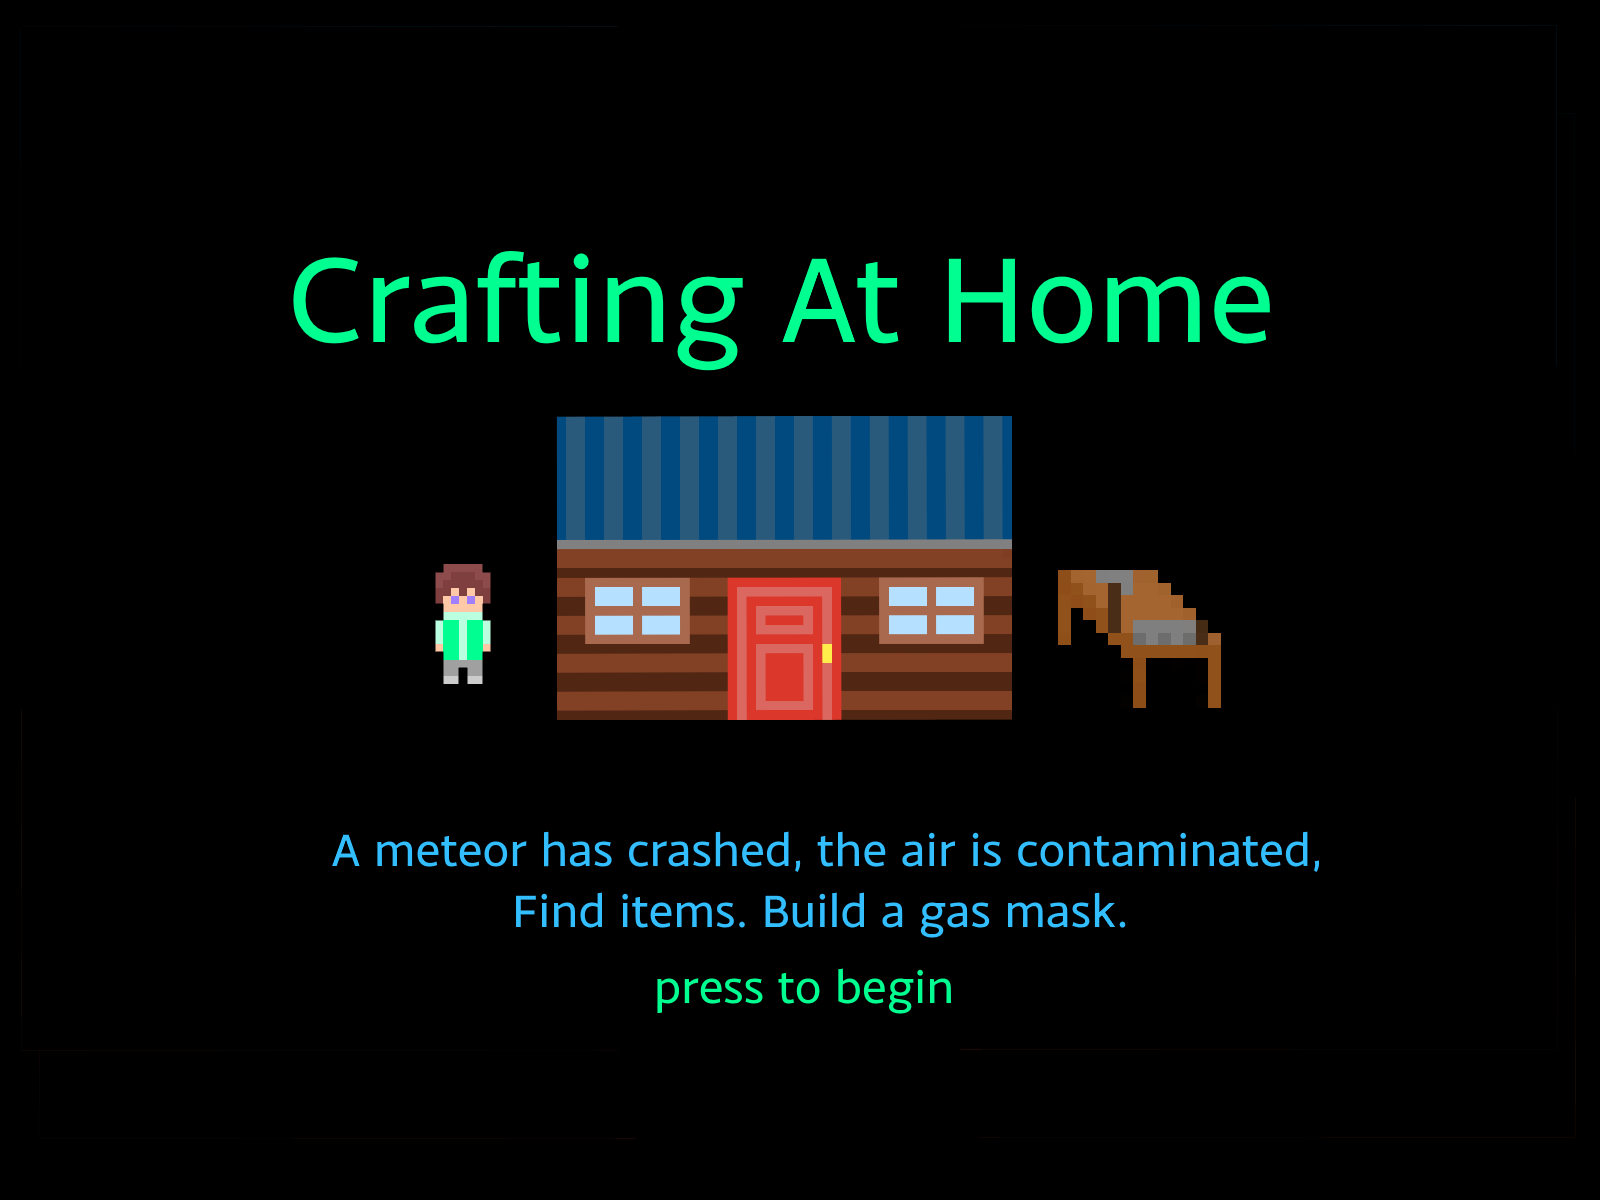 Crafting At Home
A meteor has crashed, the air is contaminated,
Find items. Build a gas mask.
press to begin